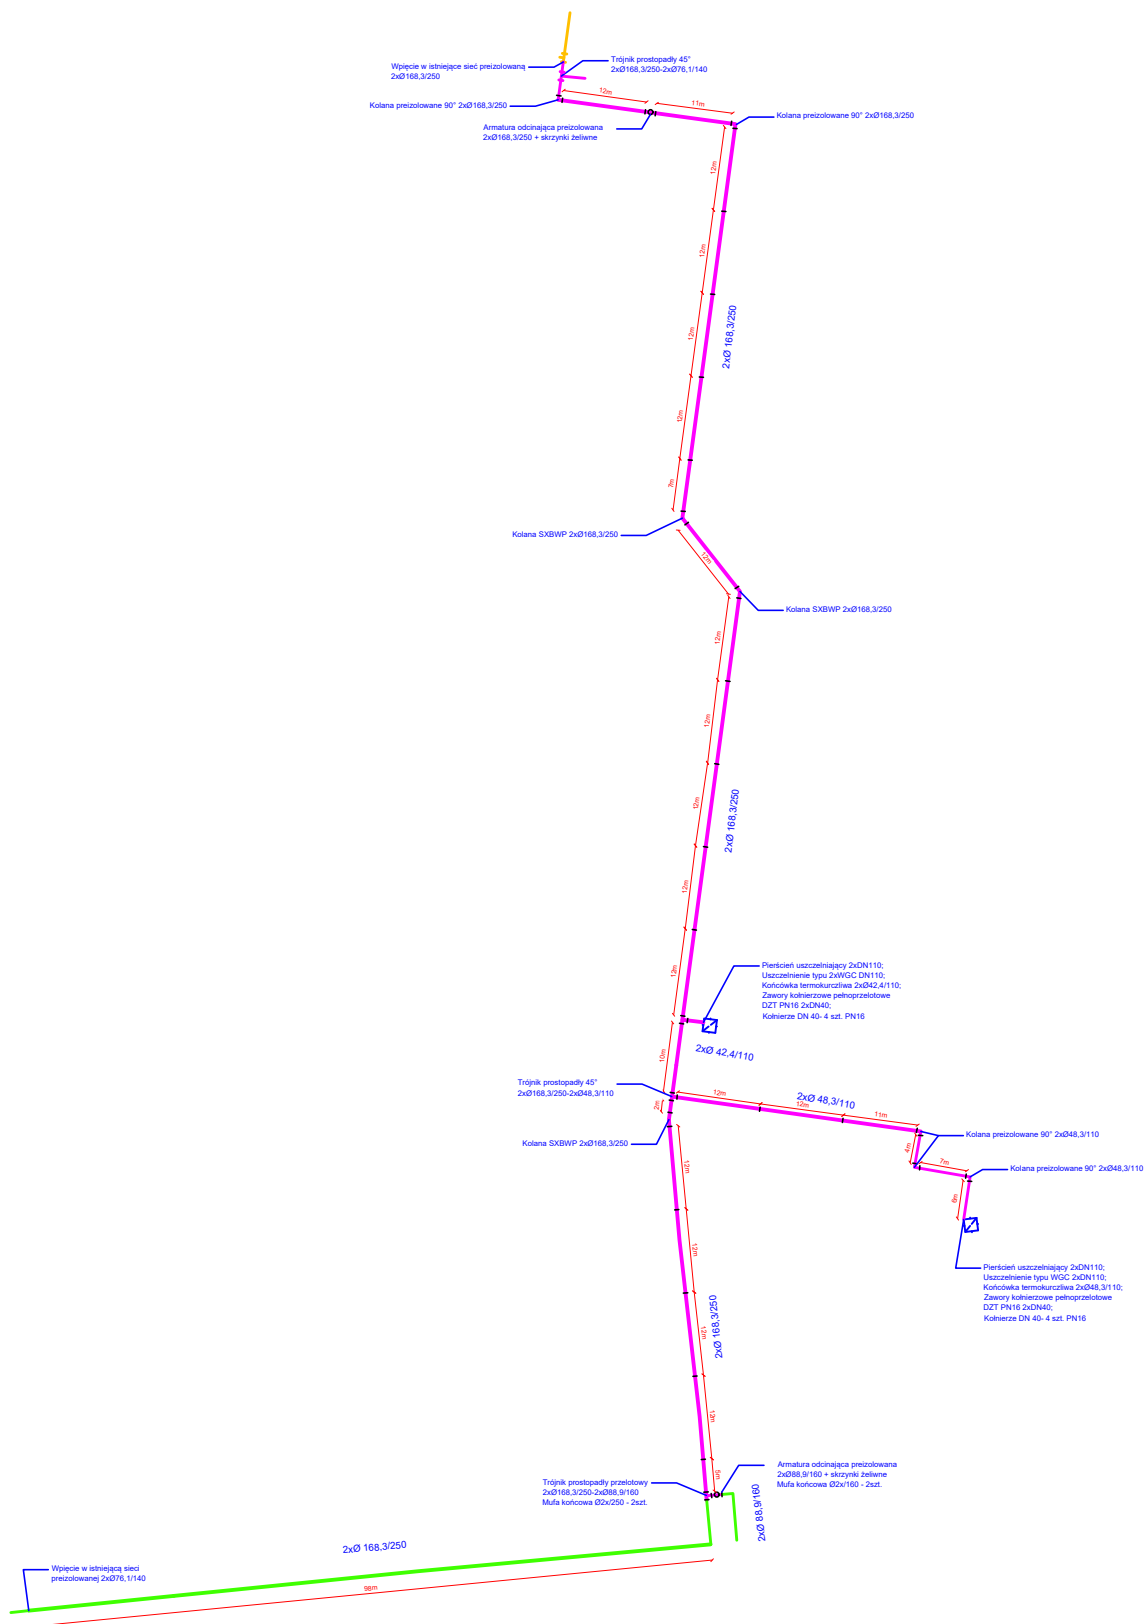 Wpięcie w istniejące sieć preizolowaną
2xØ168,3/250
Trójnik prostopadły 45°
2xØ168,3/250-2xØ76,1/140
Kolana preizolowane 90° 2xØ168,3/250
12m
11m
Kolana preizolowane 90° 2xØ168,3/250
Armatura odcinająca preizolowana
2xØ168,3/250 + skrzynki żeliwne
12m
12m
12m
2xØ 168,3/250
12m
7m
Kolana SXBWP 2xØ168,3/250
12m
Kolana SXBWP 2xØ168,3/250
12m
12m
12m
2xØ 168,3/250
12m
12m
Pierścień uszczelniający 2xDN110;
Uszczelnienie typu 2xWGC DN110;
Końcówka termokurczliwa 2xØ42,4/110;
Zawory kołnierzowe pełnoprzelotowe
DZT PN16 2xDN40;
Kołnierze DN 40- 4 szt. PN16
10m
2xØ 42,4/110
Trójnik prostopadły 45°
2xØ168,3/250-2xØ48,3/110
12m
12m
2xØ 48,3/110
11m
2m
Kolana SXBWP 2xØ168,3/250
Kolana preizolowane 90° 2xØ48,3/110
4m
7m
Kolana preizolowane 90° 2xØ48,3/110
12m
6m
12m
Pierścień uszczelniający 2xDN110;
Uszczelnienie typu WGC 2xDN110;
Końcówka termokurczliwa 2xØ48,3/110;
Zawory kołnierzowe pełnoprzelotowe
DZT PN16 2xDN40;
Kołnierze DN 40- 4 szt. PN16
12m
2xØ 168,3/250
12m
5m
Armatura odcinająca preizolowana
2xØ88,9/160 + skrzynki żeliwne
Mufa końcowa Ø2x/160 - 2szt.
Trójnik prostopadły przelotowy
2xØ168,3/250-2xØ88,9/160
Mufa końcowa Ø2x/250 - 2szt.
2xØ 88,9/160
2xØ 168,3/250
Wpięcie w istniejącą sieci
preizolowanej 2xØ76,1/140
98m